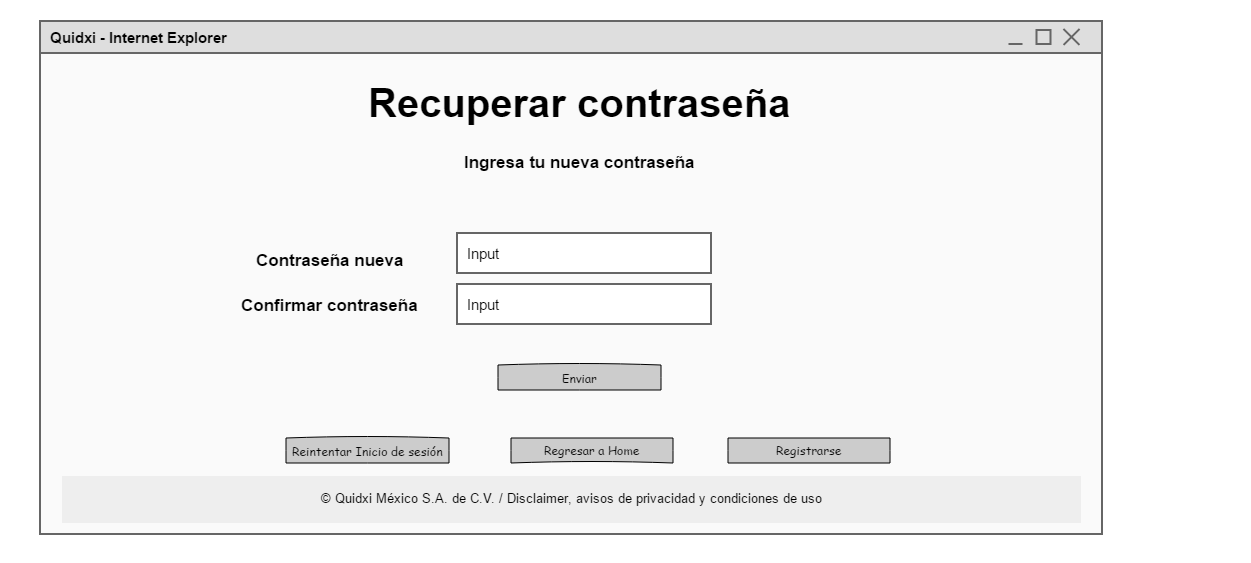 Quidxi - Internet Explorer
Recuperar contraseña
Ingresa tu nueva contraseña
Contraseña nueva
Input
Confirmar contraseña
Input
Enviar
Reintentar Inicio de sesión
Regresar a Home
Registrarse
© Quidxi México S.A. de C.V. / Disclaimer, avisos de privacidad y condiciones de uso